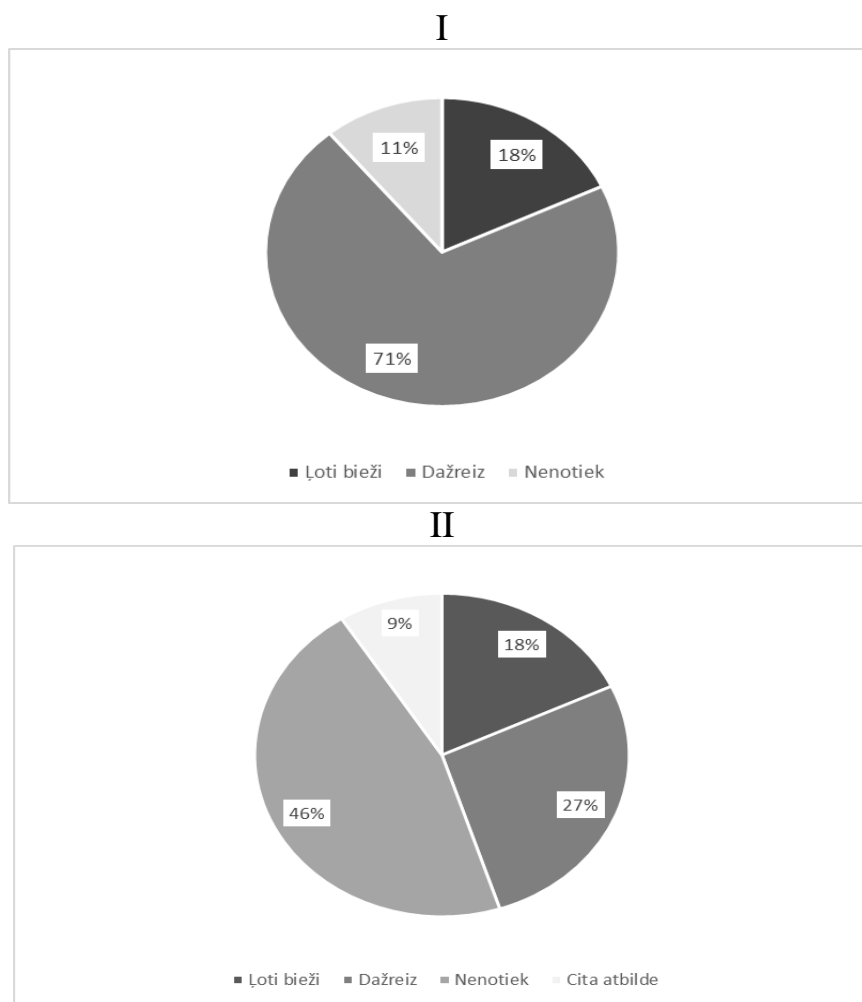 I
11%
18%
71%
Ļoti bieži Dažreiz Nenotiek
II
9%
18%
27%
46%
Ļoti bieži Dažreiz Nenotiek Cita atbilde